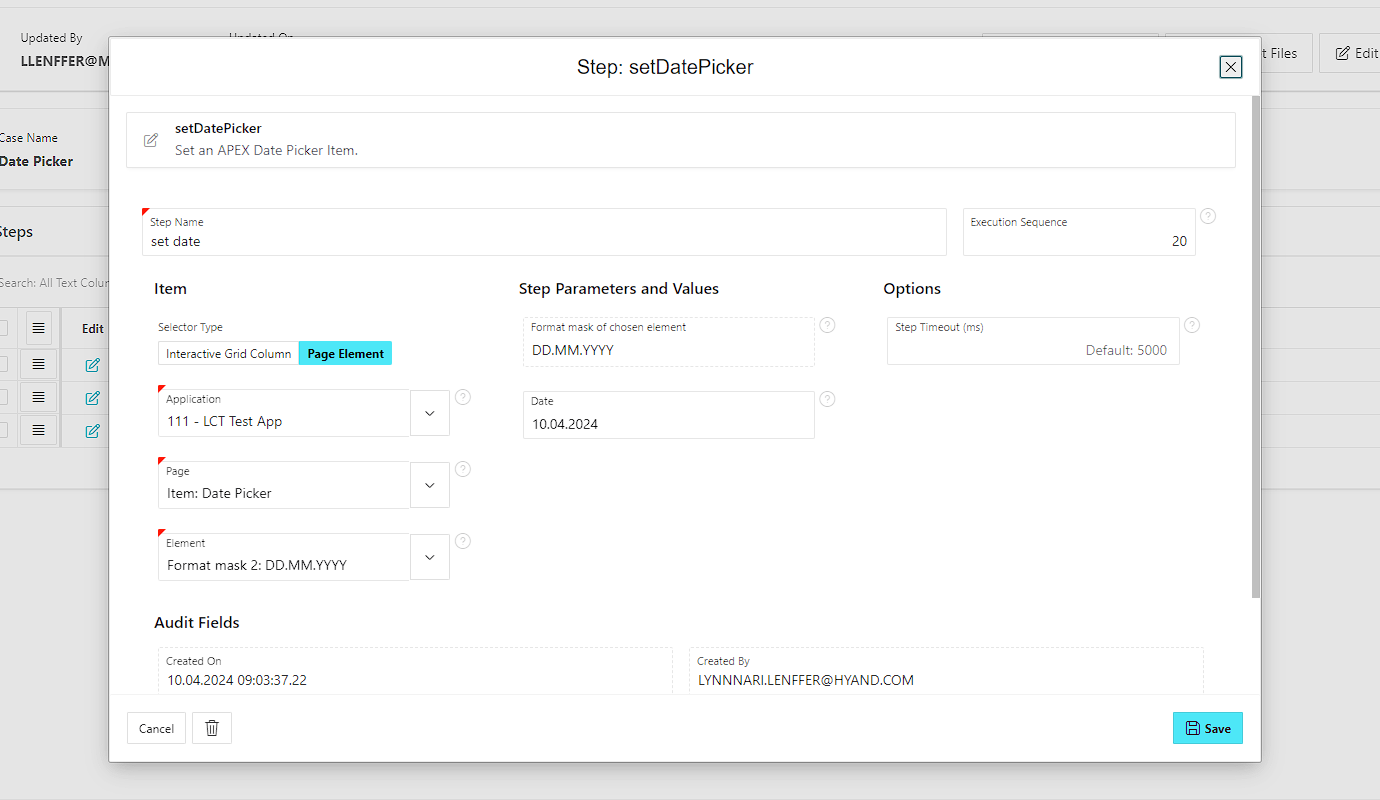 Updated By
LLENFFER@M
Files
Edit
Case Name
Date Picker
Steps
Search: All Text Colum
Edit
Step: setDatePicker
setDatePicker
Set an APEX Date Picker Item.
Step Name
set date
Execution Sequence
20
Item
Selector Type
Interactive Grid Column
Page Element
Application
111 - LCT Test App
Page
Item: Date Picker
Element
Format mask 2: DD.MM.YYYY
Step Parameters and Values
Format mask of chosen element
DD.MM.YYYY
Date
10.04.2024
Options
Step Timeout (ms)
Default: 5000
Audit Fields
Created On
10.04.2024 09:03:37.22
Created By
LYNNNARI.LENFFER@HYAND.COM
Cancel
Save